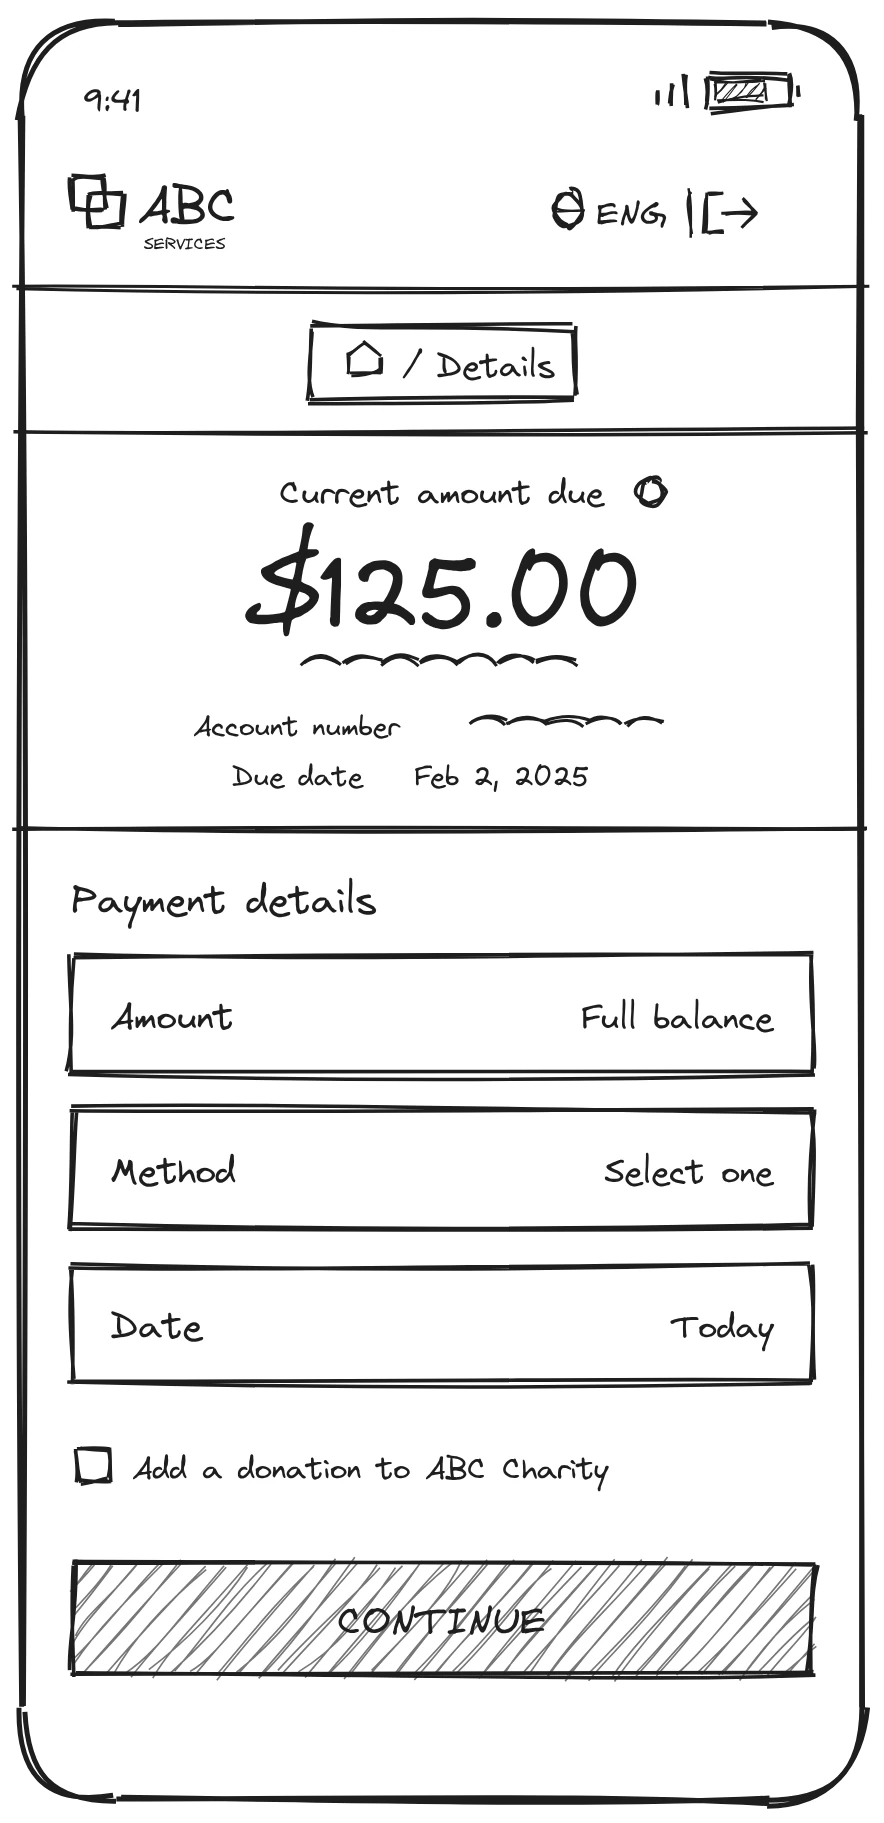 9:41
ABC
SERVICES
ENG
/ Details
Current amount due
$125.00
Account number
Due date Feb 2, 2025
Payment details
Amount Full balance
Method Select one
Date Today
Add a donation to ABC Charity
CONTINUE